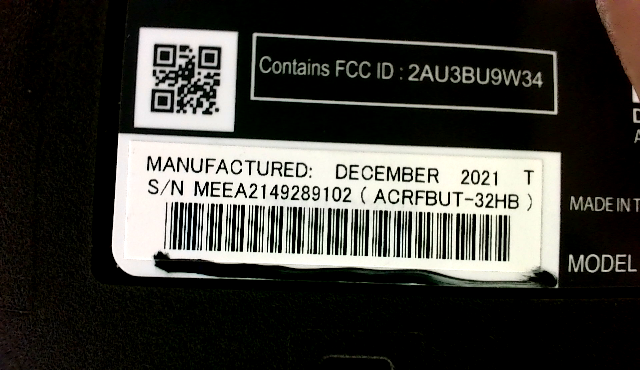 Contains FCC ID : 2AU3BU9W34
MANUFACTURED: DECEMBER 2021 T
S/N MEEA2149289102 ( ACRFBUT-32HB )
MADE IN
MODEL